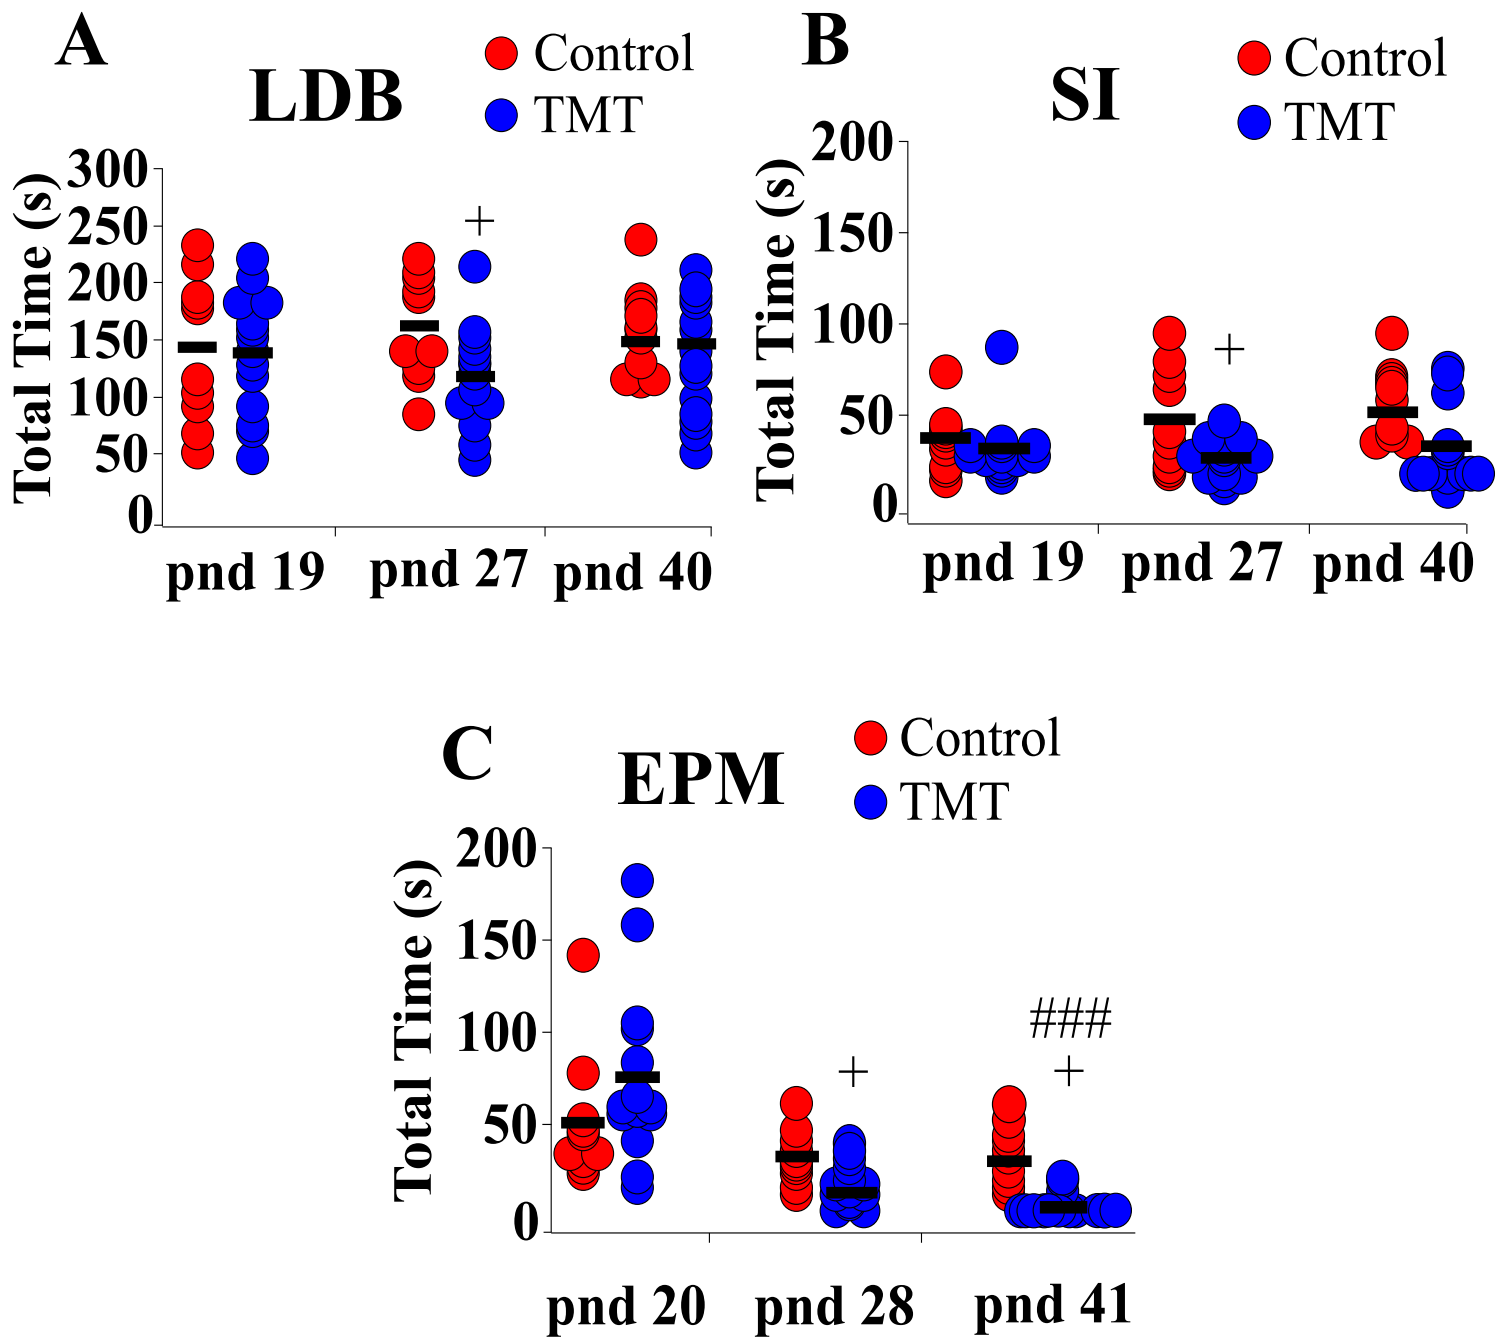 A
LDB
Control
TMT
Total Time (s)
300
250
200
150
100
50
0
+
pnd 19
pnd 27
pnd 40
B
SI
Control
TMT
Total Time (s)
200
150
100
50
0
+
pnd 19
pnd 27
pnd 40
C
EPM
Control
TMT
Total Time (s)
200
150
100
50
0
+
###
+
pnd 20
pnd 28
pnd 41